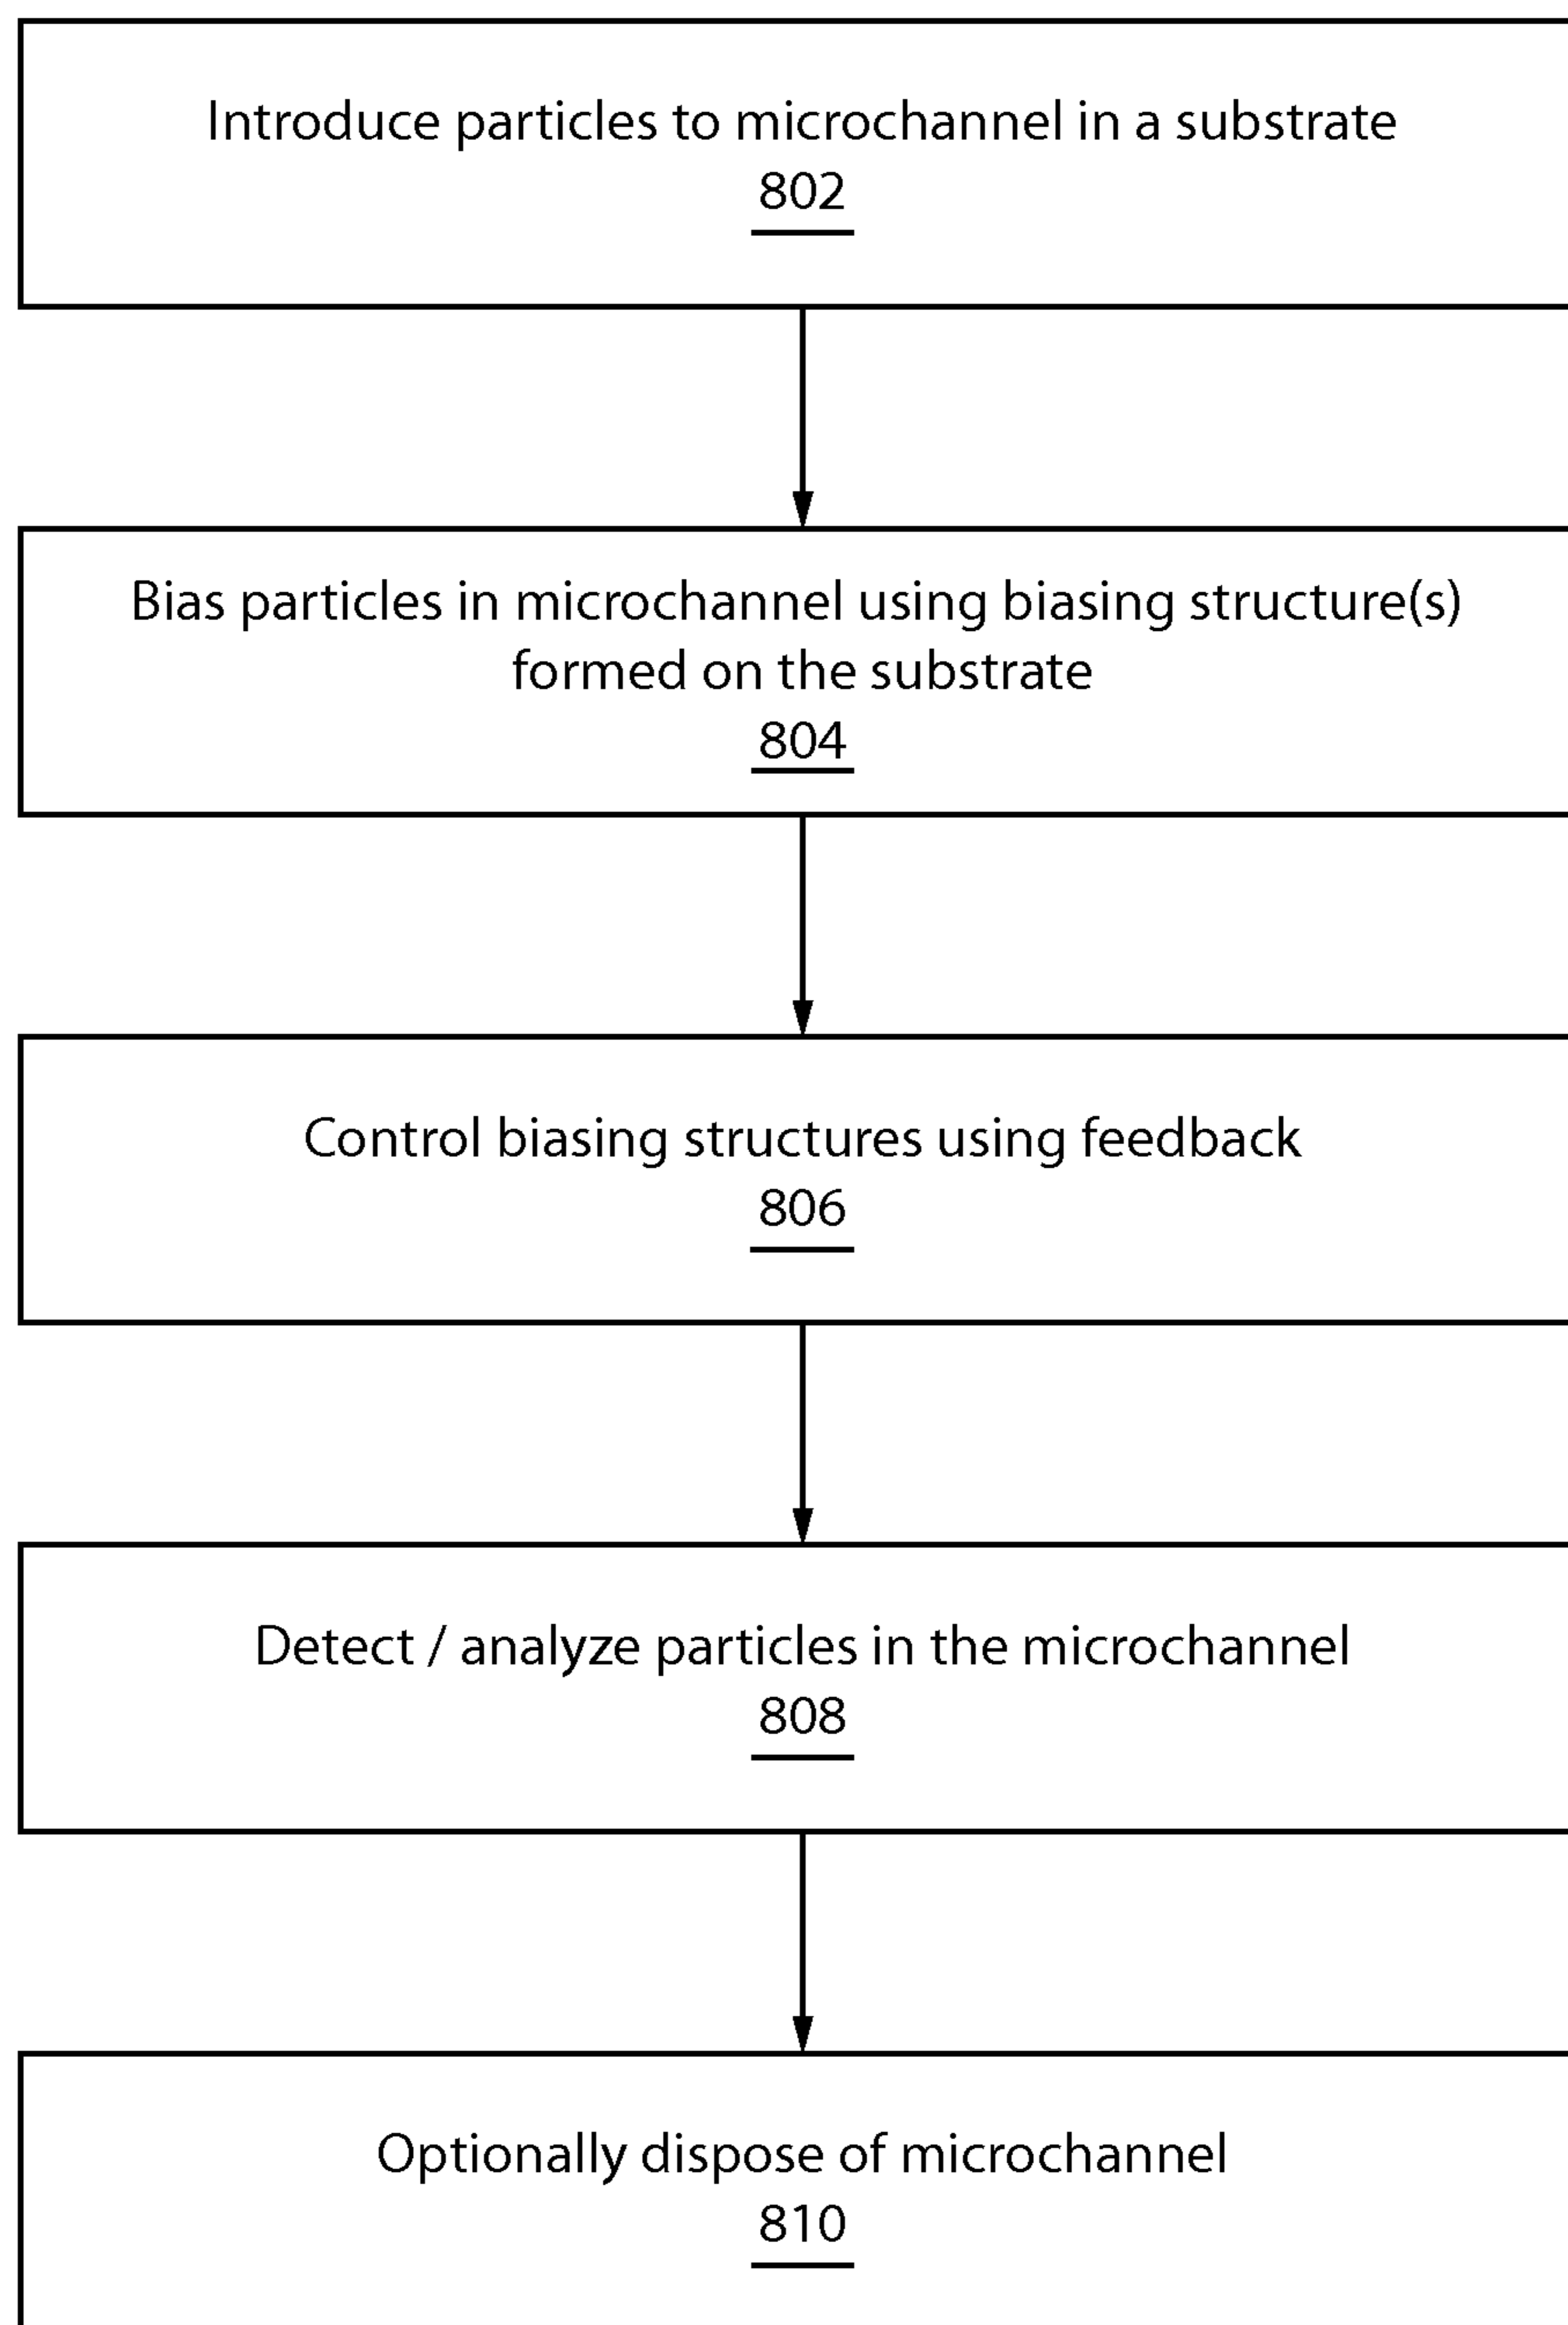 Introduce particles to microchannel in a substrate
802
Bias particles in microchannel using biasing structure(s)
formed on the substrate
804
Control biasing structures using feedback
806
Detect / analyze particles in the microchannel
808
Optionally dispose of microchannel
810